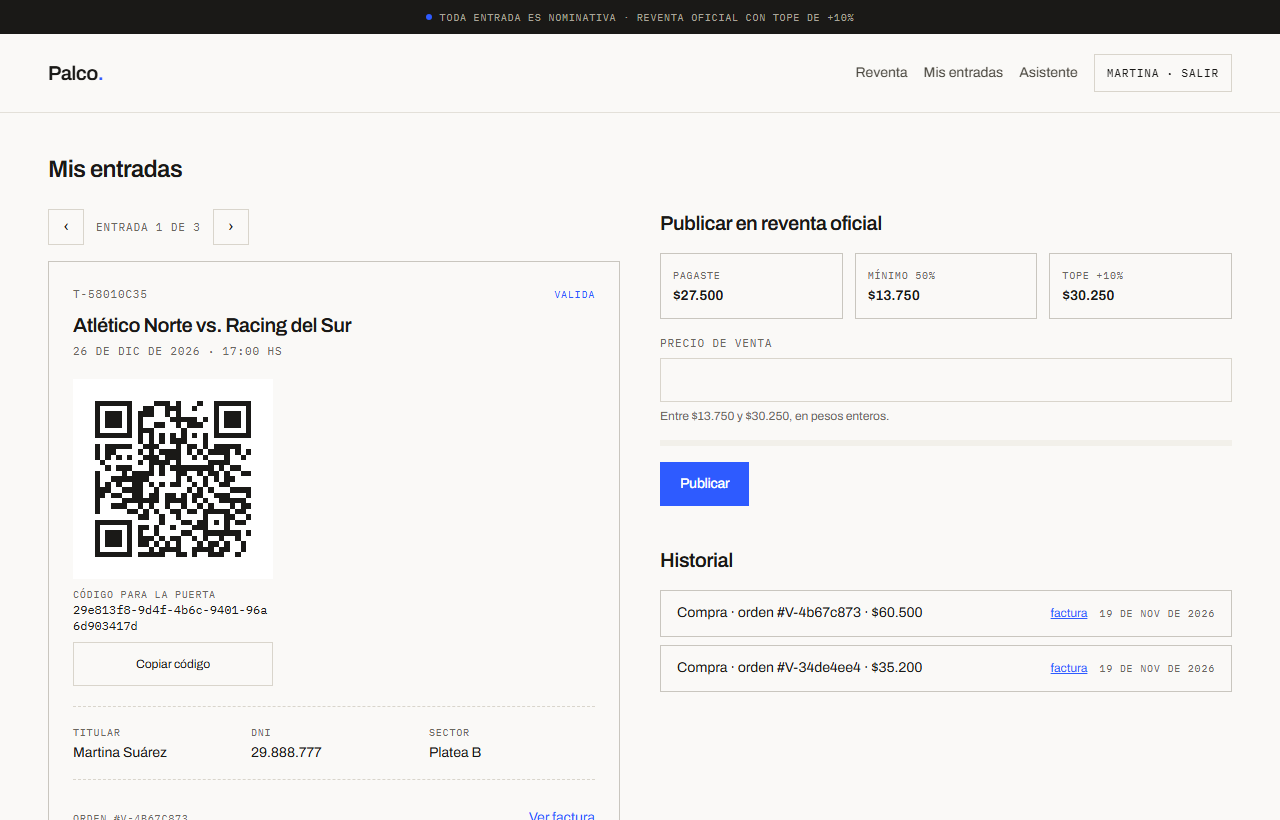 TODA ENTRADA ES NOMINATIVA · REVENTA OFICIAL CON TOPE DE +10%
Palco.
Reventa
Mis entradas
Asistente
MARTINA · SALIR
Mis entradas
‹
ENTRADA 1 DE 3
›
T-58010C35
VALIDA
Atlético Norte vs. Racing del Sur
26 DE DIC DE 2026 · 17:00 HS
CÓDIGO PARA LA PUERTA
29e813f8-9d4f-4b6c-9401-96a
6d903417d
Copiar código
TITULAR
Martina Suárez
DNI
29.888.777
SECTOR
Platea B
ORDEN #V-4B67C873
Ver factura
Publicar en reventa oficial
PAGASTE
$27.500
MÍNIMO 50%
$13.750
TOPE +10%
$30.250
PRECIO DE VENTA
Entre $13.750 y $30.250, en pesos enteros.
Publicar
Historial
Compra · orden #V-4b67c873 · $60.500
factura
19 DE NOV DE 2026
Compra · orden #V-34de4ee4 · $35.200
factura
19 DE NOV DE 2026